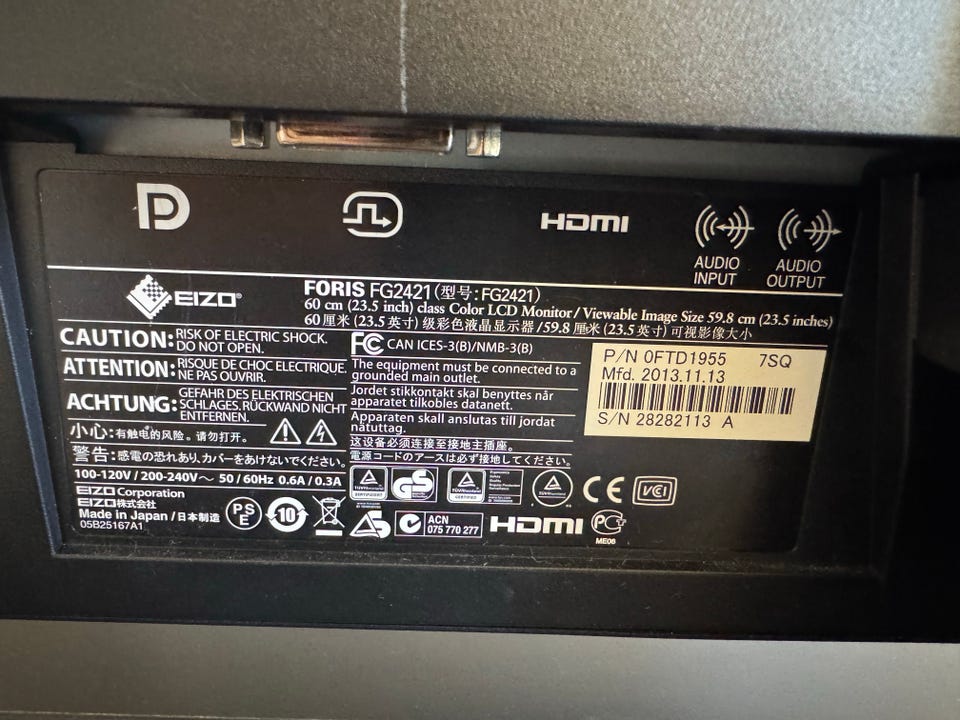 HDMI
AUDIO INPUT
AUDIO OUTPUT
EIZO®
FORIS FG2421(型号:FG2421)
60 cm (23.5 inch) class Color LCD Monitor / Viewable Image Size 59.8 cm (23.5 inches)
60 厘米 (23.5 英寸) 级彩色液晶显示器 /59.8 厘米 (23.5 英寸) 可视影像大小
CAUTION: RISK OF ELECTRIC SHOCK.
DO NOT OPEN.
ATTENTION: RISQUE DE CHOC ELECTRIQUE.
NE PAS OUVRIR.
ACHTUNG: GEFAHR DES ELEKTRISCHEN
SCHLAGES, RÜCKWAND NICHT
ENTFERNEN.
小心: 有触电的风险。请勿打开。
警告: 感電の恐れあり、カバーをあけないでください。
100-120V / 200-240V～ 50 / 60Hz 0.6A / 0.3A
EIZO Corporation
EIZO株式会社
Made in Japan / 日本制造
05B25167A1
PSE
10
FC CAN ICES-3(B)/NMB-3(B)
The equipment must be connected to a
grounded main outlet.
Jordet stikkontakt skal benyttes når
apparatet tilkobles datanett.
Apparaten skall anslutas till jordat
nätuttag.
这设备必须连接至接地主插座。
電源コードのアースは必ず接地してください。
P/N 0FTD1955 7SQ
Mfd. 2013.11.13
S/N 28282113 A
GS
CE
VCI
ACN
075 770 277
HDMI
ME06